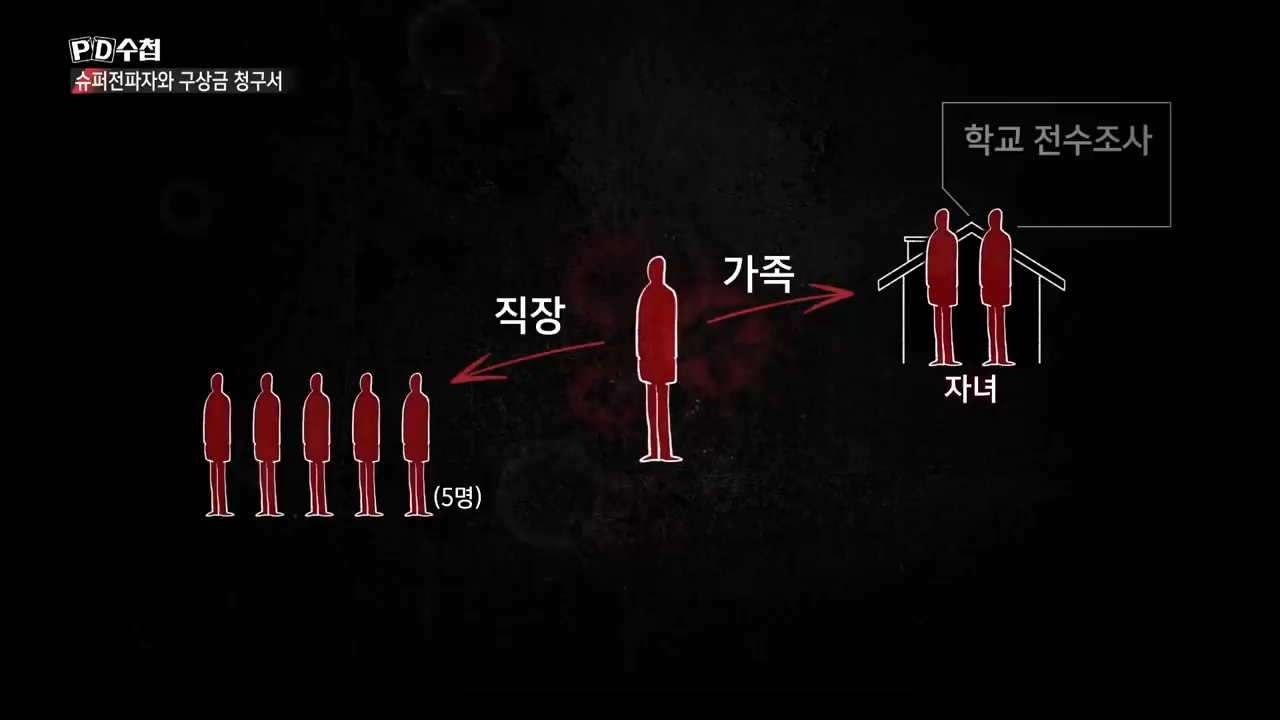 PD수첩
슈퍼전파자와 구상금 청구서
학교 전수조사
가족
직장
자녀
(5명)